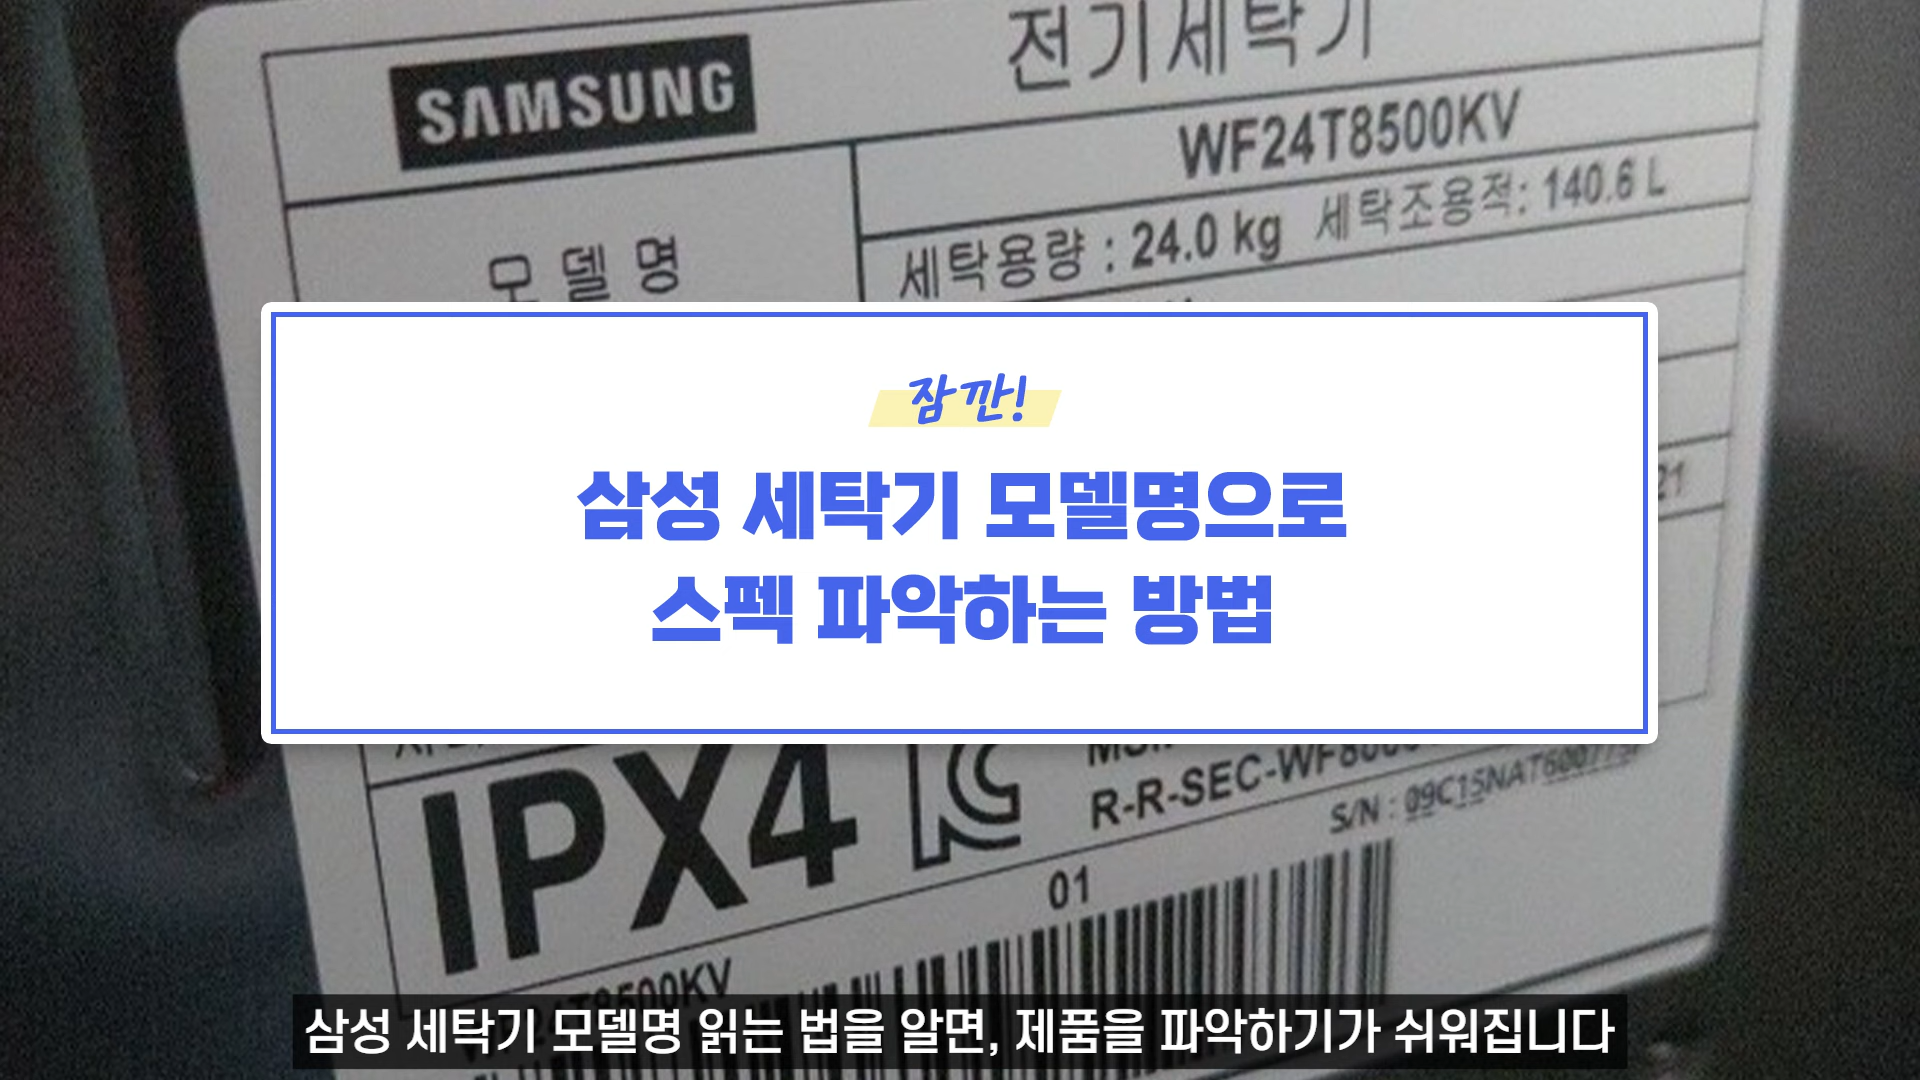 SAMSUNG
전기세탁기
WF24T8500KV
모델명
세탁용량 : 24.0 kg 세탁조용적: 140.6 L
잠깐!
삼성 세탁기 모델명으로
스펙 파악하는 방법
21
IPX4
R-R-SEC-WF8
01
S/N :
삼성 세탁기 모델명 읽는 법을 알면, 제품을 파악하기가 쉬워집니다